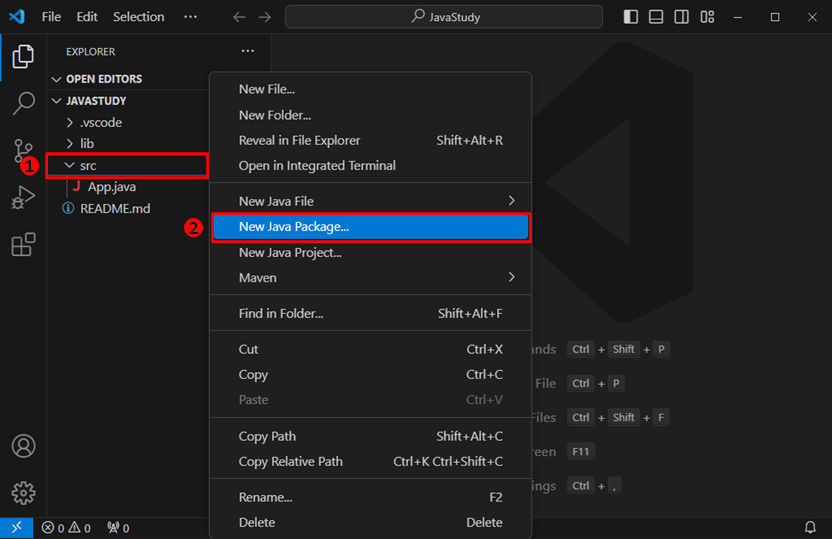 File Edit Selection ···
JavaStudy
EXPLORER ···
OPEN EDITORS
JAVASTUDY
.vscode
lib
1 src
J App.java
README.md
New File...
New Folder...
Reveal in File Explorer Shift+Alt+R
Open in Integrated Terminal
New Java File
2 New Java Package...
New Java Project...
Maven
Find in Folder... Shift+Alt+F
Cut Ctrl+X
Copy Ctrl+C
Paste Ctrl+V
Copy Path Shift+Alt+C
Copy Relative Path Ctrl+K Ctrl+Shift+C
Rename... F2
Delete Delete
nds Ctrl + Shift + P
File Ctrl + P
Files Ctrl + Shift + F
een F11
ings Ctrl + ,
0 0 0